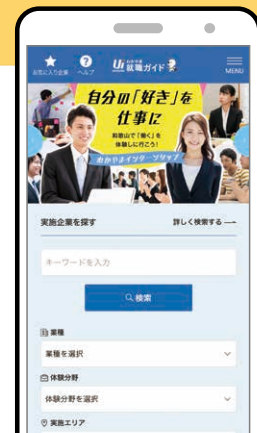 お気に入り企業
ヘルプ
UI わかやま就職ガイド
MENU
自分の「好き」を
仕事に
和歌山で「働く」を
体験しに行こう!
わかやまインターンシップ
実施企業を探す
詳しく検索する
キーワードを入力
検索
業種
業種を選択
体験分野
体験分野を選択
実施エリア